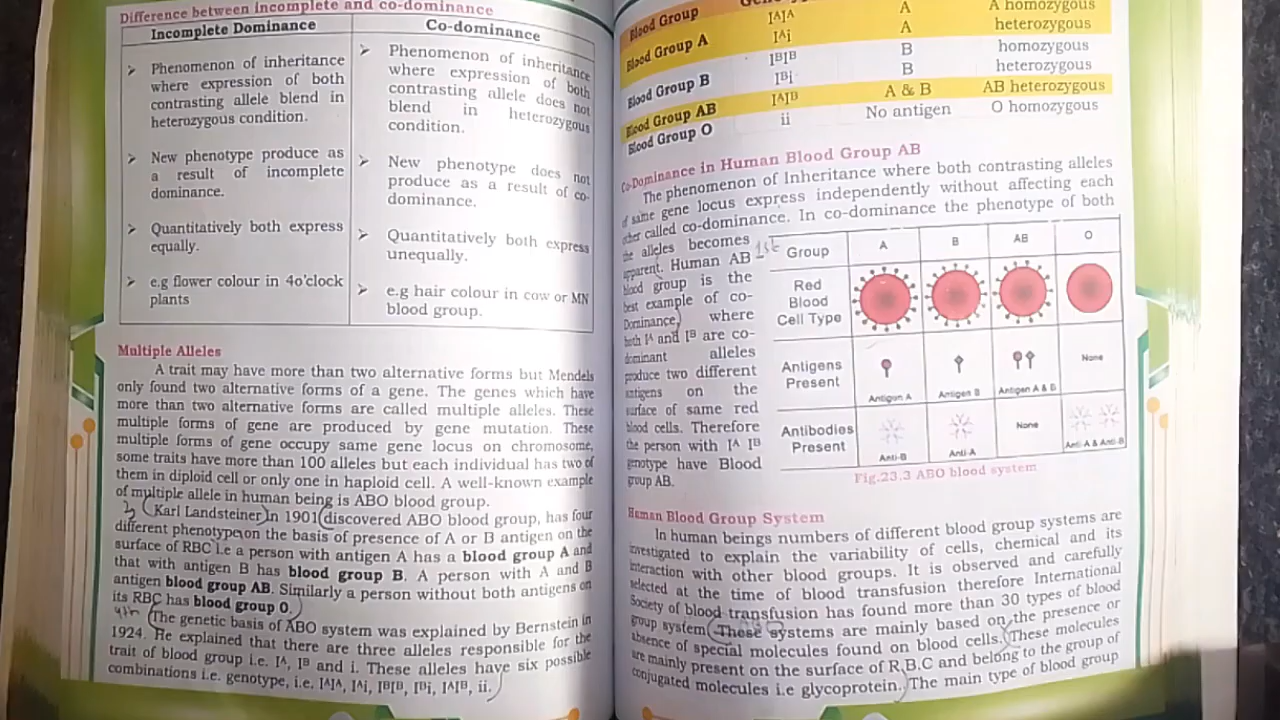 Difference between incomplete and co-dominance
Incomplete Dominance
Co-dominance
➢ Phenomenon of inheritance
where expression of both
contrasting allele blend in
heterozygous condition.
➢ New phenotype produce as
a result of incomplete
dominance.
➢ Quantitatively both express
equally.
➢ e.g flower colour in 4o'clock
plants
➢ Phenomenon of inheritance
where expression of both
contrasting allele does not
blend in heterozygous
condition.
➢ New phenotype does not
produce as a result of co-
dominance.
➢ Quantitatively both express
unequally.
➢ e.g hair colour in cow or MN
blood group.
Multiple Alleles
A trait may have more than two alternative forms but Mendels
only found two alternative forms of a gene. The genes which have
more than two alternative forms are called multiple alleles. These
multiple forms of gene are produced by gene mutation. These
multiple forms of gene occupy same gene locus on chromosome,
some traits have more than 100 alleles but each individual has two of
them in diploid cell or only one in haploid cell. A well-known example
of multiple allele in human being is ABO blood group.
Karl Landsteiner in 1901 discovered ABO blood group, has four
different phenotype on the basis of presence of A or B antigen on the
surface of RBC i.e a person with antigen A has a blood group A and
that with antigen B has blood group B. A person with A and B
antigen blood group AB. Similarly a person without both antigens on
its RBC has blood group O.
The genetic basis of ABO system was explained by Bernstein in
1924. He explained that there are three alleles responsible for the
trait of blood group i.e. Iᴬ, Iᴮ and i. These alleles have six possible
combinations i.e. genotype, i.e. IᴬIᴬ, Iᴬi, IᴮIᴮ, Iᴮi, IᴬIᴮ, ii.
Blood Group
Blood Group A IᴬIᴬ A A homozygous
Iᴬi A heterozygous
Blood Group B IᴮIᴮ B homozygous
Iᴮi B heterozygous
Blood Group AB IᴬIᴮ A & B AB heterozygous
Blood Group O ii No antigen O homozygous
Co-Dominance in Human Blood Group AB
The phenomenon of Inheritance where both contrasting alleles
of same gene locus express independently without affecting each
other called co-dominance. In co-dominance the phenotype of both
the alleles becomes
apparent. Human AB
blood group is the
best example of co-
Dominance, where
both Iᴬ and Iᴮ are co-
dominant alleles
produce two different
antigens on the
surface of same red
blood cells. Therefore
the person with Iᴬ Iᴮ
genotype have Blood
group AB.
Group A B AB O
Red
Blood
Cell Type
Antigens
Present
Antigen A Antigen B Antigen A & B None
Antibodies
Present
Anti-B Anti-A None Anti-A & Anti-B
Fig.23.3 ABO blood system
Human Blood Group System
In human beings numbers of different blood group systems are
investigated to explain the variability of cells, chemical and its
interaction with other blood groups. It is observed and carefully
selected at the time of blood transfusion therefore International
Society of blood transfusion has found more than 30 types of blood
group system. These systems are mainly based on the presence or
absence of special molecules found on blood cells. These molecules
are mainly present on the surface of R.B.C and belong to the group of
conjugated molecules i.e glycoprotein. The main type of blood group